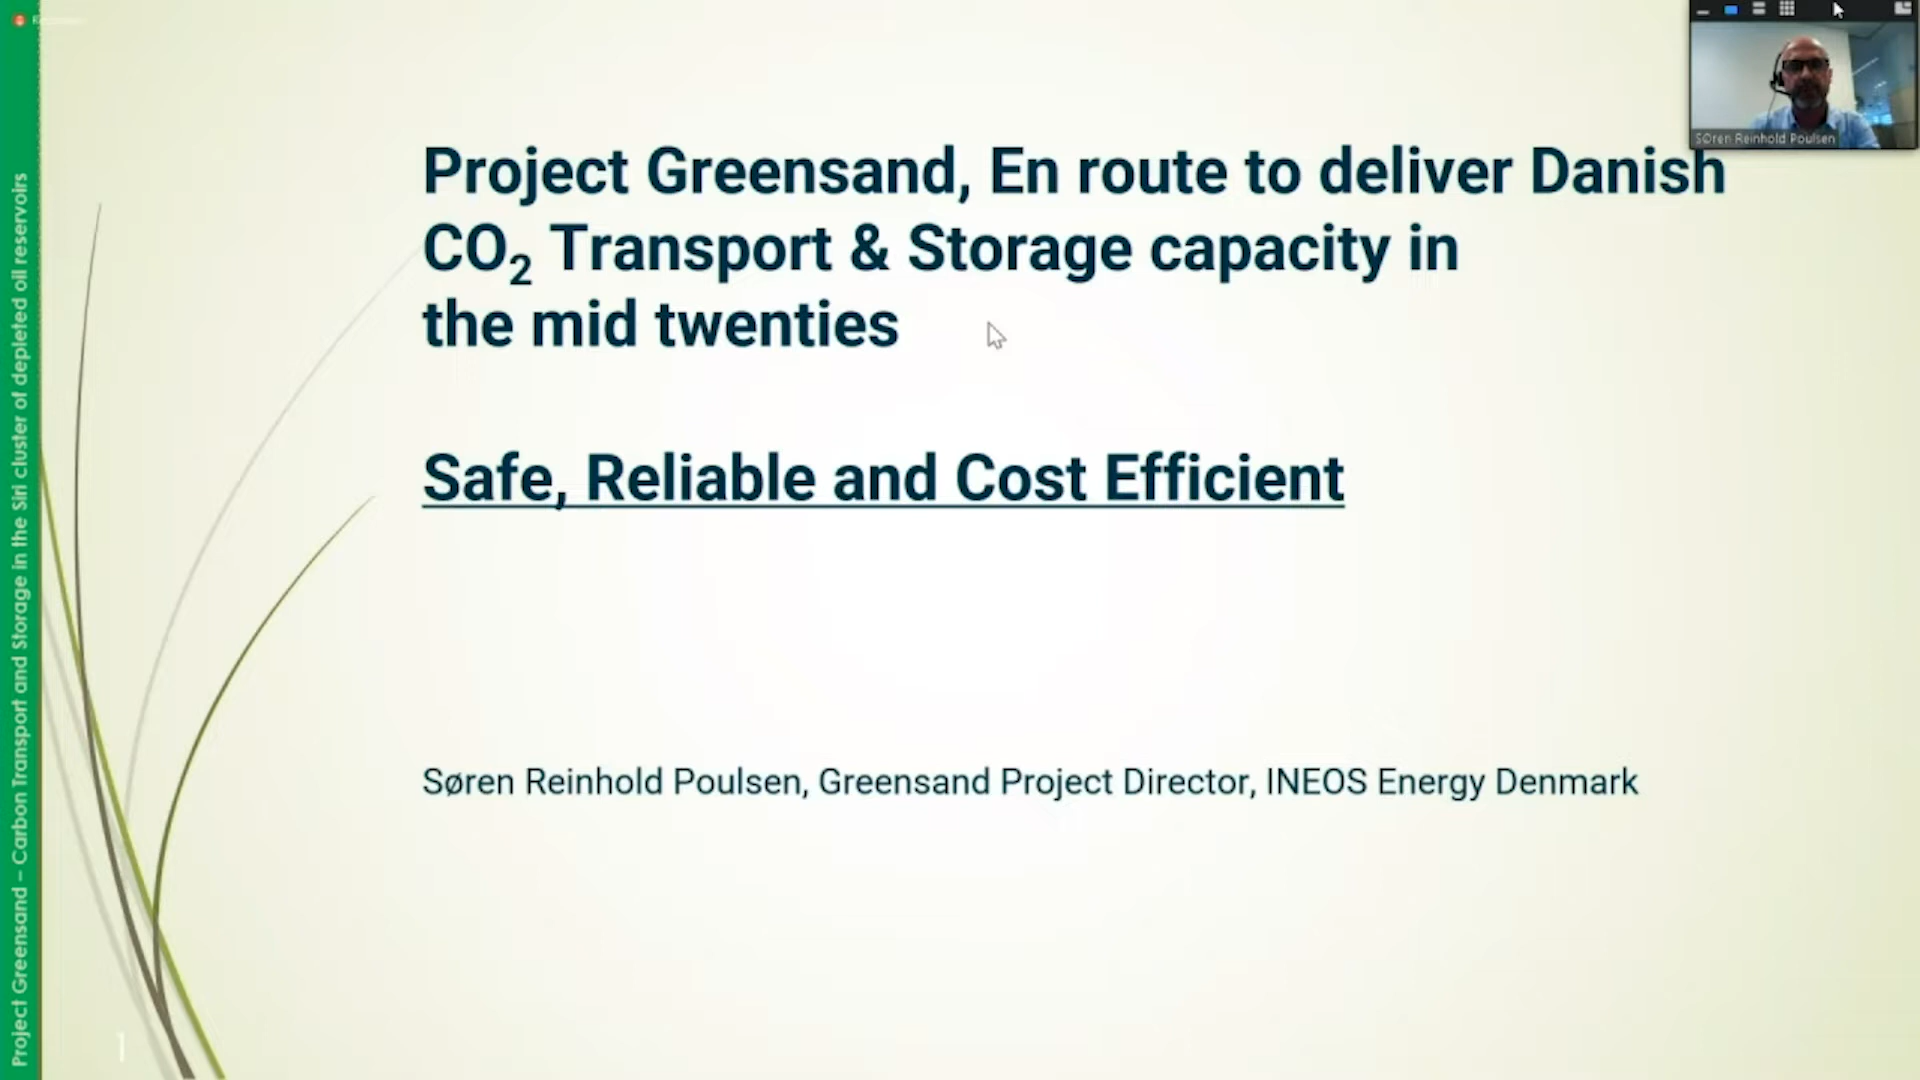 Project Greensand, En route to deliver Danish
CO₂ Transport & Storage capacity in
the mid twenties
Safe, Reliable and Cost Efficient
Søren Reinhold Poulsen, Greensand Project Director, INEOS Energy Denmark
Project Greensand – Carbon Transport and Storage in the Siri cluster of depleted oil reservoirs
SØren Reinhold Poulsen
1